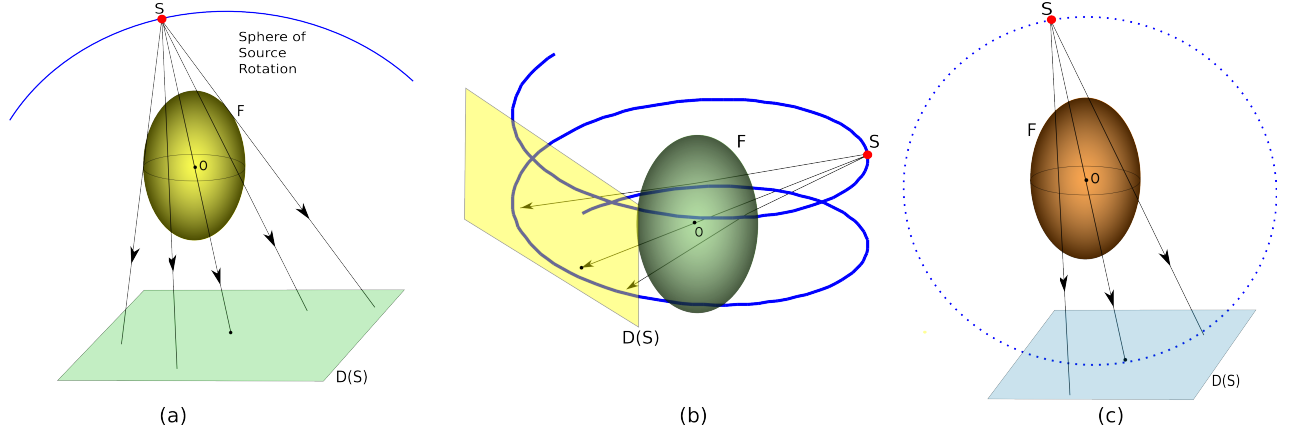 S
Sphere of
Source
Rotation
F
O
D(S)
(a)
S
F
O
D(S)
(b)
S
F
O
D(S)
(c)